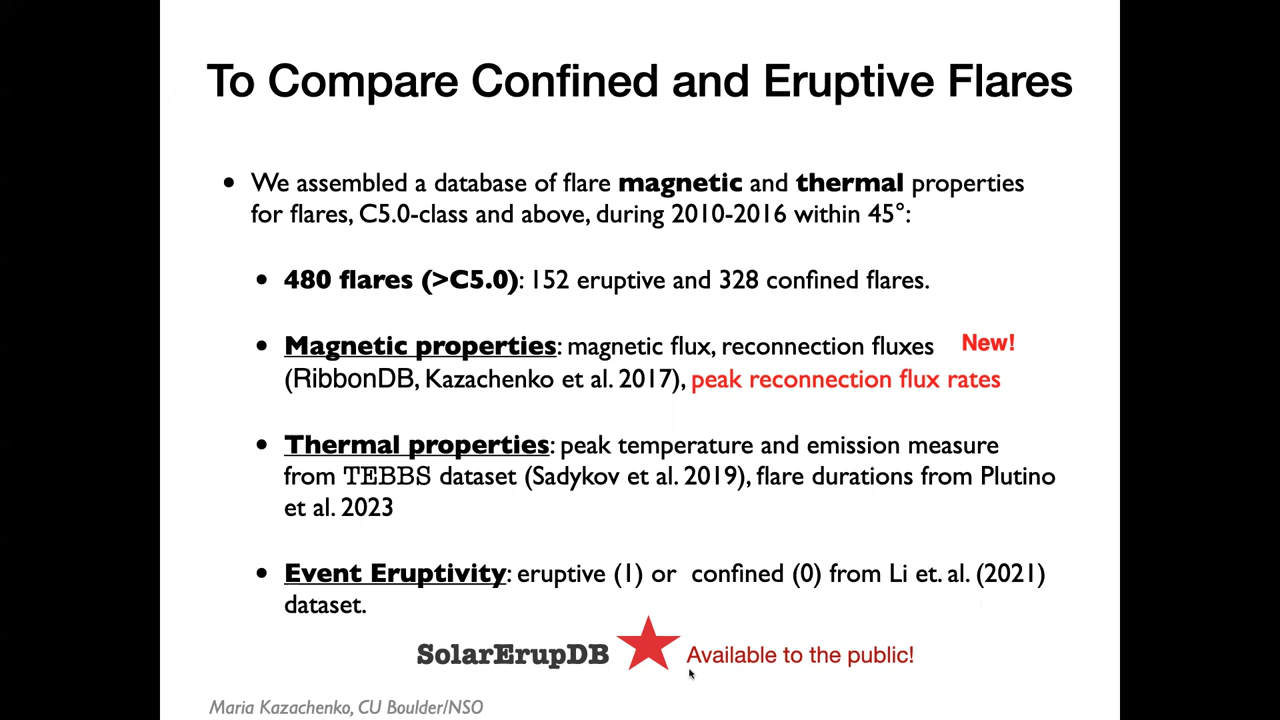 To Compare Confined and Eruptive Flares
• We assembled a database of flare magnetic and thermal properties
for flares, C5.0-class and above, during 2010-2016 within 45°:
• 480 flares (>C5.0): 152 eruptive and 328 confined flares.
• Magnetic properties: magnetic flux, reconnection fluxes New!
(RibbonDB, Kazachenko et al. 2017), peak reconnection flux rates
• Thermal properties: peak temperature and emission measure
from TEBBS dataset (Sadykov et al. 2019), flare durations from Plutino
et al. 2023
• Event Eruptivity: eruptive (1) or confined (0) from Li et. al. (2021)
dataset.
SolarErupDB Available to the public!
Maria Kazachenko, CU Boulder/NSO